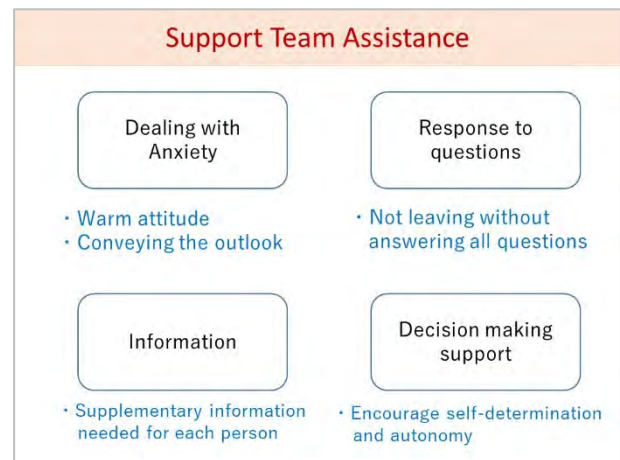 Support Team Assistance
Dealing with
Anxiety
・Warm attitude
・Conveying the outlook
Response to
questions
・Not leaving without
answering all questions
Information
・Supplementary information
needed for each person
Decision making
support
・Encourage self-determination
and autonomy